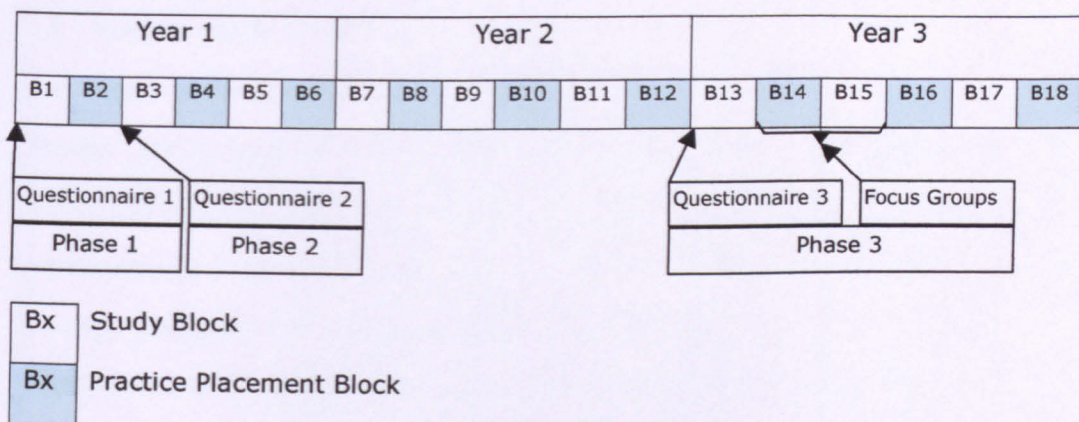 Year 1 Year 2 Year 3
B1 B2 B3 B4 B5 B6 B7 B8 B9 B10 B11 B12 B13 B14 B15 B16 B17 B18
Questionnaire 1 Questionnaire 2 Questionnaire 3 Focus Groups
Phase 1 Phase 2 Phase 3
Bx Study Block
Bx Practice Placement Block